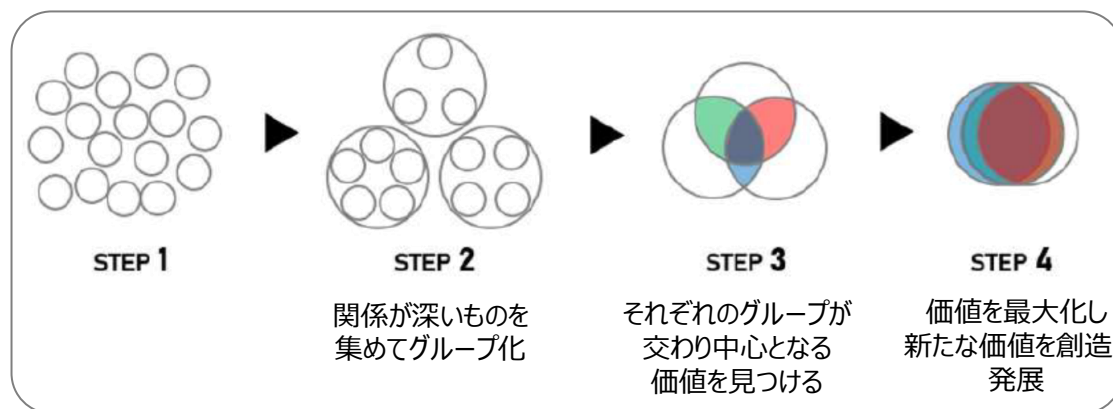 STEP 1
STEP 2
関係が深いものを
集めてグループ化
STEP 3
それぞれのグループが
交わり中心となる
価値を見つける
STEP 4
価値を最大化し
新たな価値を創造
発展